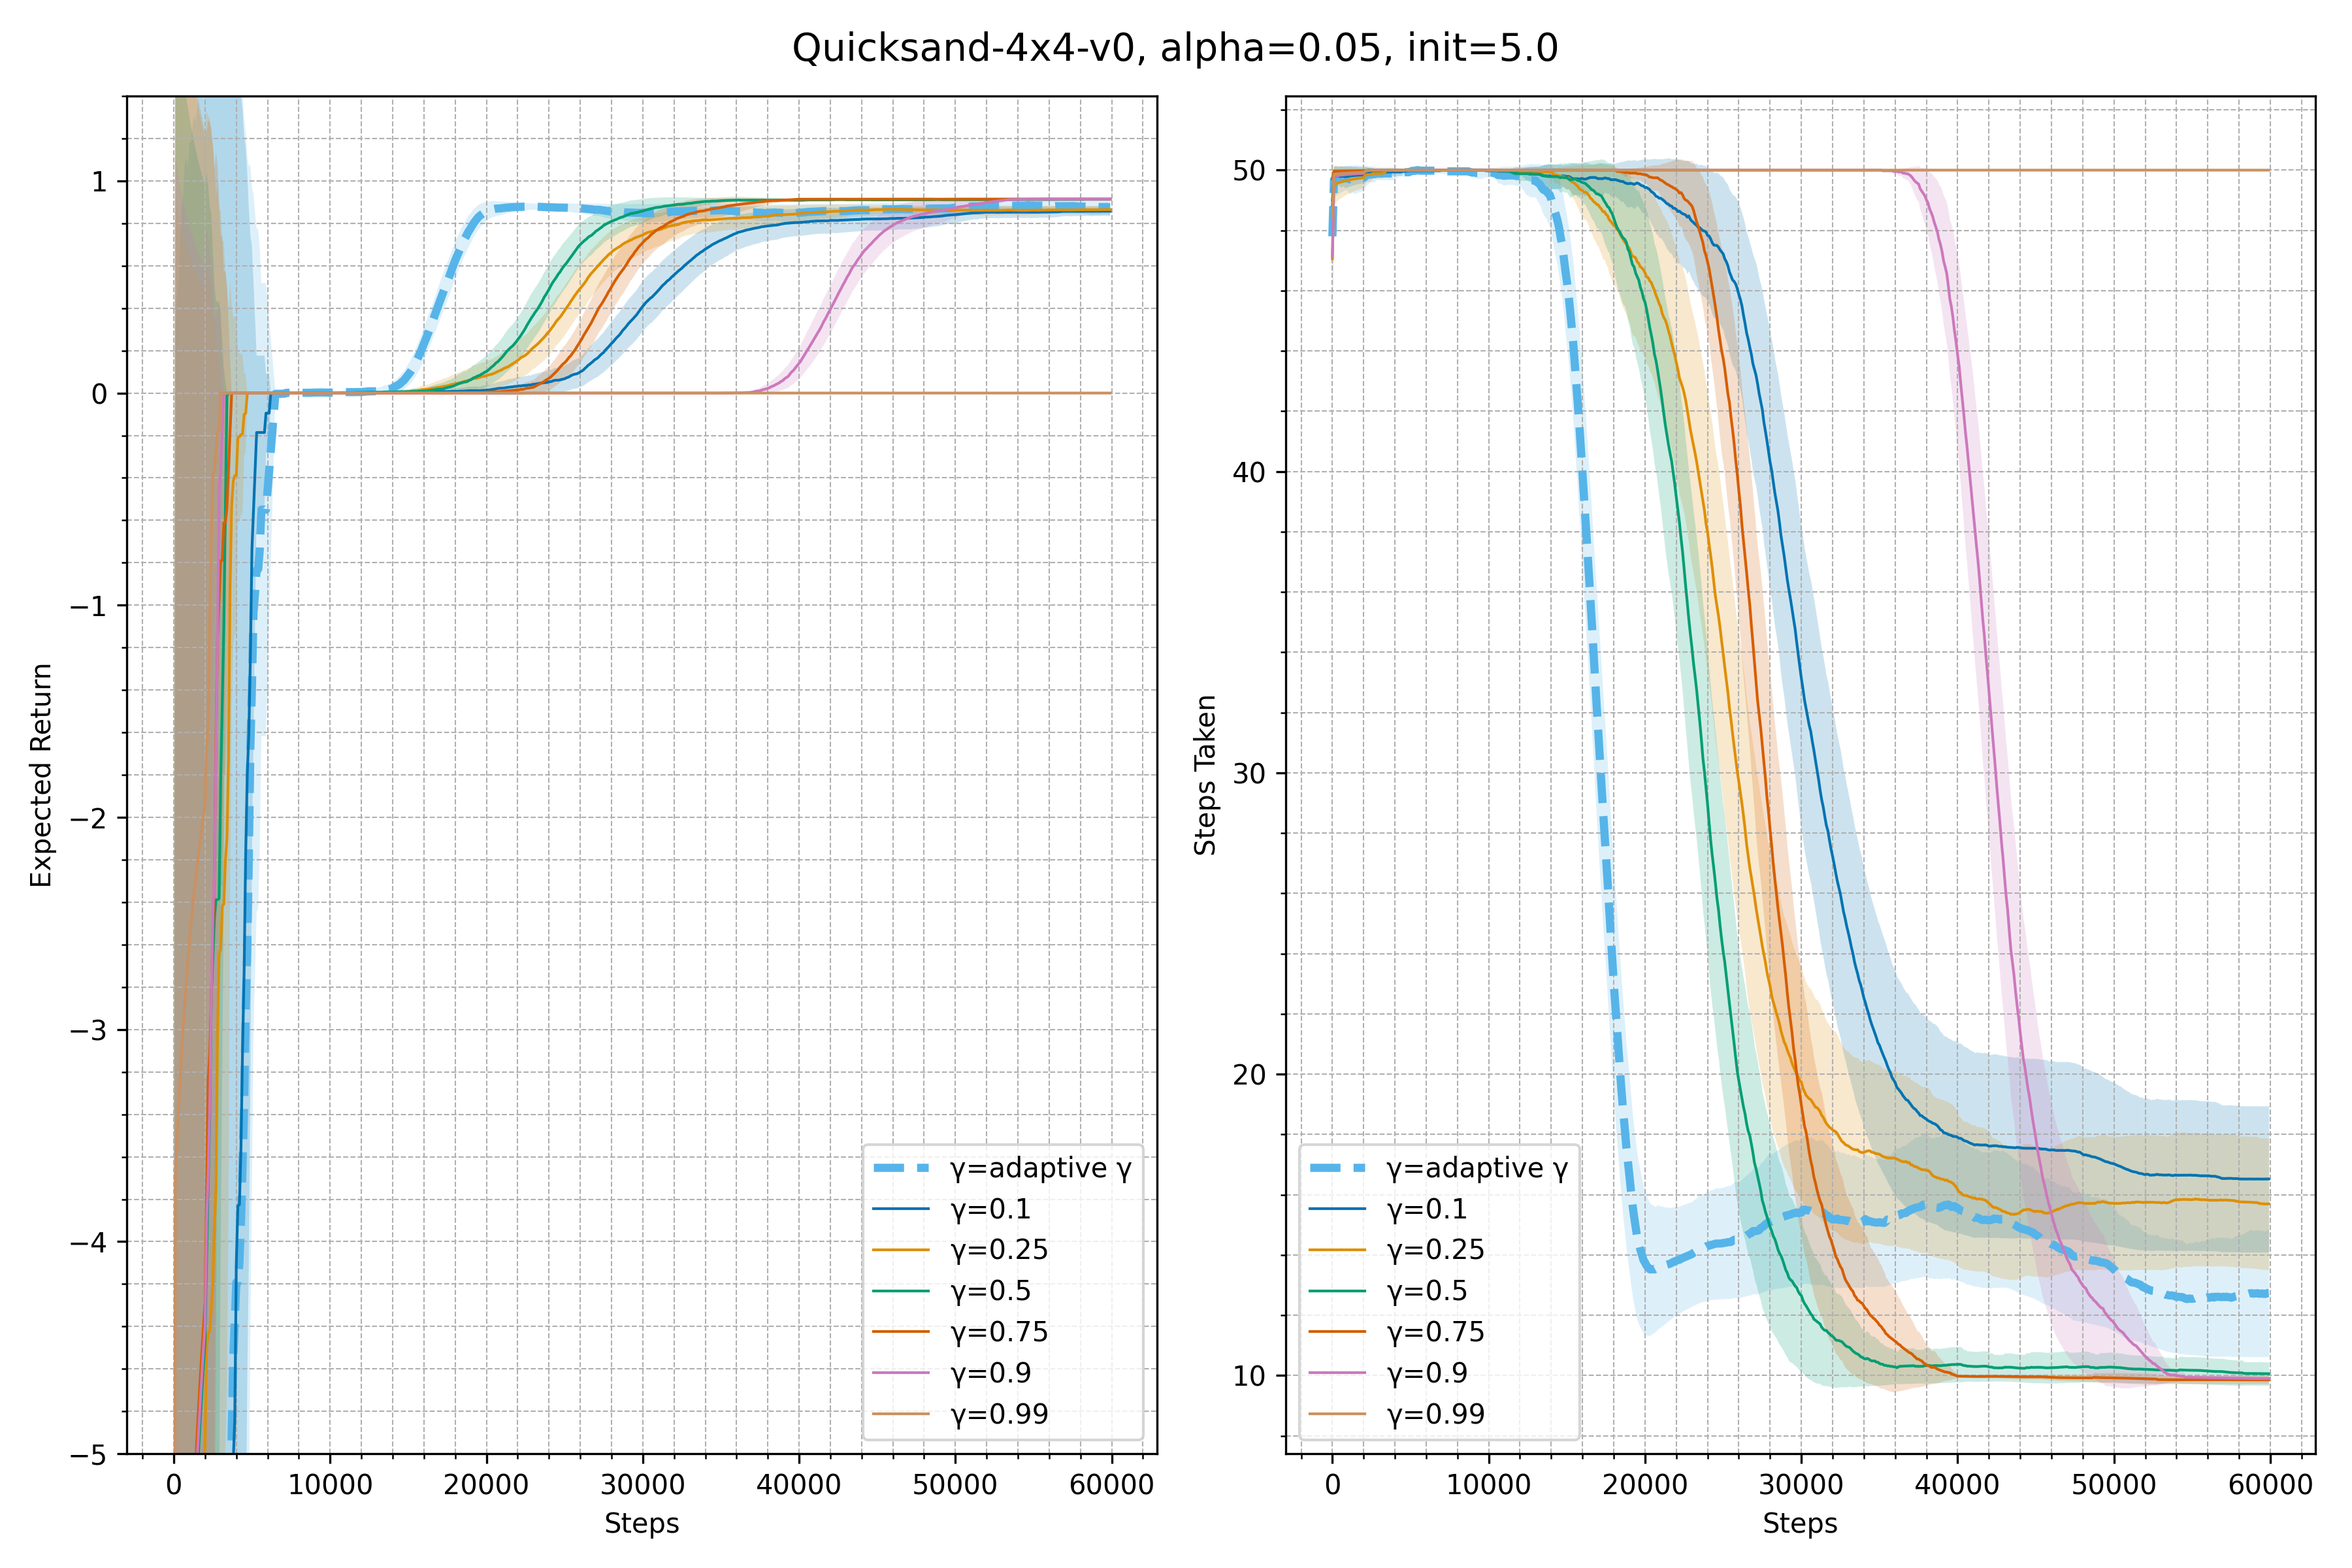 Quicksand-4x4-v0, alpha=0.05, init=5.0
Expected Return
1
0
−1
−2
−3
−4
−5
0
10000
20000
30000
40000
50000
60000
Steps
γ=adaptive γ
γ=0.1
γ=0.25
γ=0.5
γ=0.75
γ=0.9
γ=0.99
Steps Taken
50
40
30
20
10
0
10000
20000
30000
40000
50000
60000
Steps
γ=adaptive γ
γ=0.1
γ=0.25
γ=0.5
γ=0.75
γ=0.9
γ=0.99